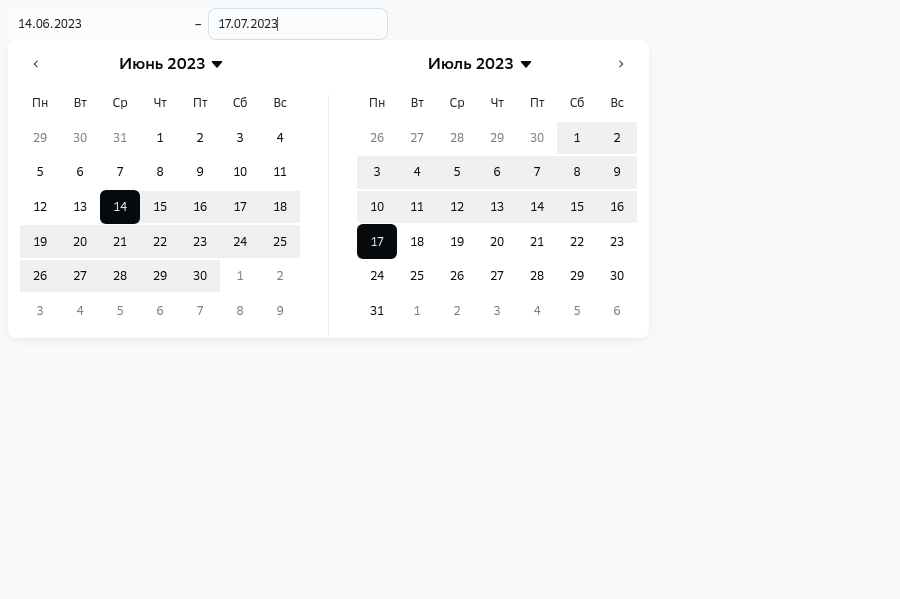 14.06.2023 – 17.07.2023
Июнь 2023
Пн Вт Ср Чт Пт Сб Вс
29 30 31 1 2 3 4
5 6 7 8 9 10 11
12 13 14 15 16 17 18
19 20 21 22 23 24 25
26 27 28 29 30 1 2
3 4 5 6 7 8 9
Июль 2023
Пн Вт Ср Чт Пт Сб Вс
26 27 28 29 30 1 2
3 4 5 6 7 8 9
10 11 12 13 14 15 16
17 18 19 20 21 22 23
24 25 26 27 28 29 30
31 1 2 3 4 5 6